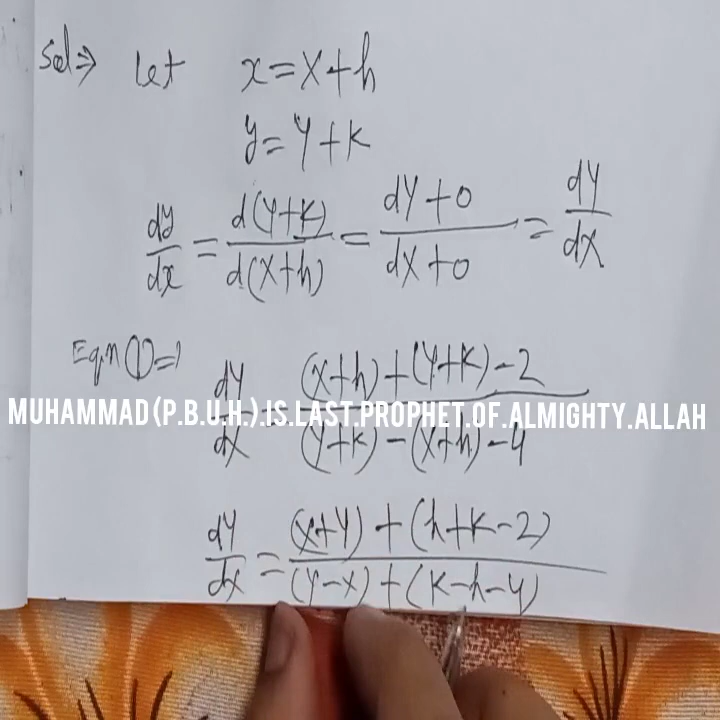 Sol⇒ Let x = X+h
y = Y+k
dy/dx = d(Y+k)/d(X+h) = dY+0/dX+0 = dY/dX
Eqn ①⇒ dY/dX = (X+h)+(Y+k)-2/(Y+k)-(X+h)-4
MUHAMMAD(P.B.U.H.).IS.LAST.PROPHET.OF.ALMIGHTY.ALLAH
dY/dX = (X+Y)+(h+k-2)/(Y-X)+(k-h-4)